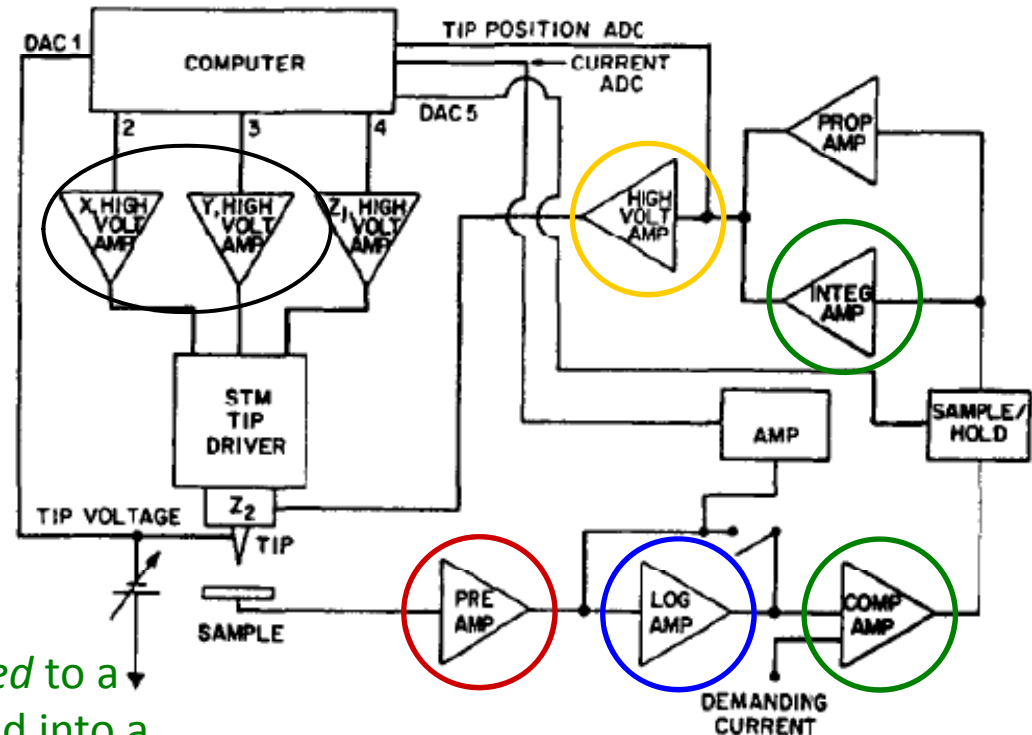 TIP POSITION ADC
DAC 1
COMPUTER
CURRENT
ADC
DAC 5
2
3
4
PROP
AMP
X, HIGH
VOLT
AMP
Y, HIGH
VOLT
AMP
Z1, HIGH
VOLT
AMP
HIGH
VOLT
AMP
INTEG
AMP
STM
TIP
DRIVER
AMP
SAMPLE/
HOLD
Z2
TIP VOLTAGE
TIP
PRE
AMP
LOG
AMP
COMP
AMP
SAMPLE
ed to a
d into a
DEMANDING
CURRENT